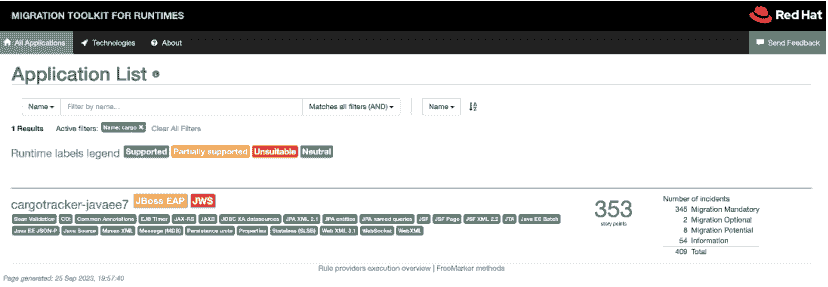 MIGRATION TOOLKIT FOR RUNTIMES
Red Hat
All Applications Technologies About Send Feedback
Application List
Name Filter by name... Matches all filters (AND) Name
1 Results Active filters: Name: cargo Clear All Filters
Runtime labels legend Supported Partially supported Unsuitable Neutral
cargotracker-javaee7 JBoss EAP JWS
353
story points
Bean Validation CDI Common Annotations EJB Timer JAX-RS JAXB JDBC XA datasources JPA XML 2.1 JPA entities JPA named queries JSF JSF Page JSF XML 2.2 JTA Java EE Batch
Java EE JSON-P Java Source Maven XML Message (MDB) Persistence units Properties Stateless (SLSB) Web XML 3.1 WebSocket WebXML
Number of incidents
345 Migration Mandatory
2 Migration Optional
8 Migration Potential
54 Information
409 Total
Rule providers execution overview | FreeMarker methods
Page generated: 25 Sep 2023, 19:57:40